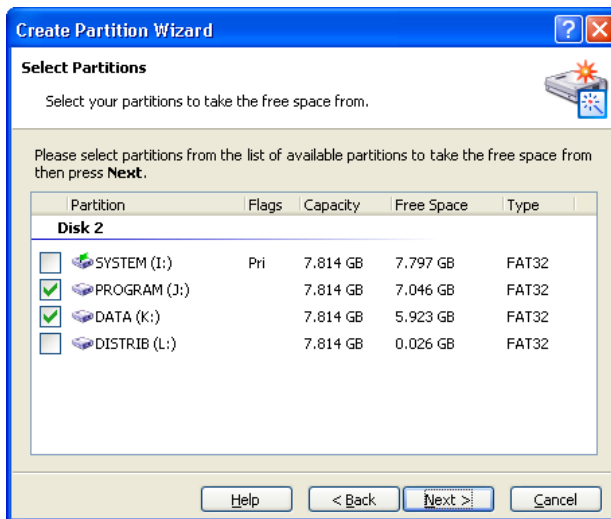 Create Partition Wizard
Select Partitions
Select your partitions to take the free space from.
Please select partitions from the list of available partitions to take the free space from
then press Next.
Partition Flags Capacity Free Space Type
Disk 2
SYSTEM (I:) Pri 7.814 GB 7.797 GB FAT32
PROGRAM (J:) 7.814 GB 7.046 GB FAT32
DATA (K:) 7.814 GB 5.923 GB FAT32
DISTRIB (L:) 7.814 GB 0.026 GB FAT32
Help < Back Next > Cancel